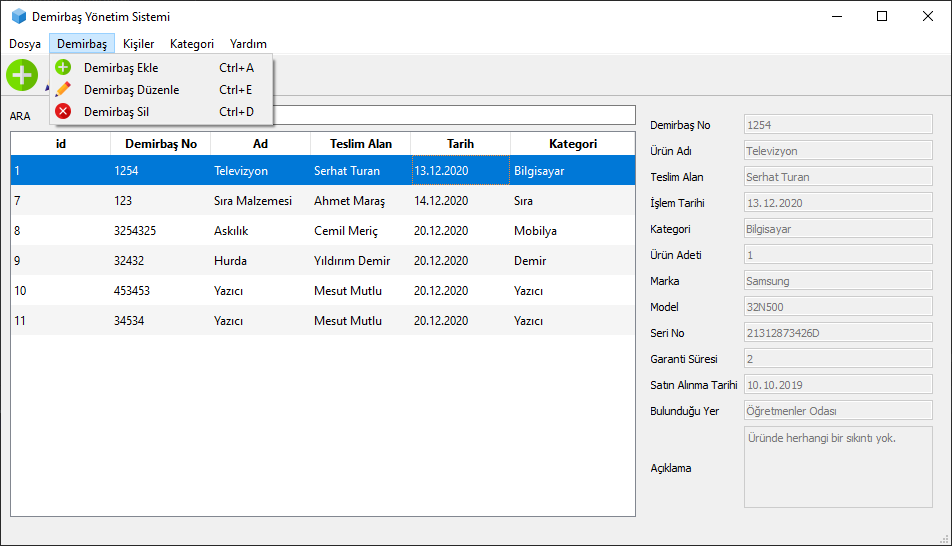 Demirbaş Yönetim Sistemi
Dosya Demirbaş Kişiler Kategori Yardım
Demirbaş Ekle Ctrl+A
Demirbaş Düzenle Ctrl+E
Demirbaş Sil Ctrl+D
ARA
id Demirbaş No Ad Teslim Alan Tarih Kategori
1 1254 Televizyon Serhat Turan 13.12.2020 Bilgisayar
7 123 Sıra Malzemesi Ahmet Maraş 14.12.2020 Sıra
8 3254325 Askılık Cemil Meriç 20.12.2020 Mobilya
9 32432 Hurda Yıldırım Demir 20.12.2020 Demir
10 453453 Yazıcı Mesut Mutlu 20.12.2020 Yazıcı
11 34534 Yazıcı Mesut Mutlu 20.12.2020 Yazıcı
Demirbaş No 1254
Ürün Adı Televizyon
Teslim Alan Serhat Turan
İşlem Tarihi 13.12.2020
Kategori Bilgisayar
Ürün Adeti 1
Marka Samsung
Model 32N500
Seri No 21312873426D
Garanti Süresi 2
Satın Alınma Tarihi 10.10.2019
Bulunduğu Yer Öğretmenler Odası
Açıklama Üründe herhangi bir sıkıntı yok.